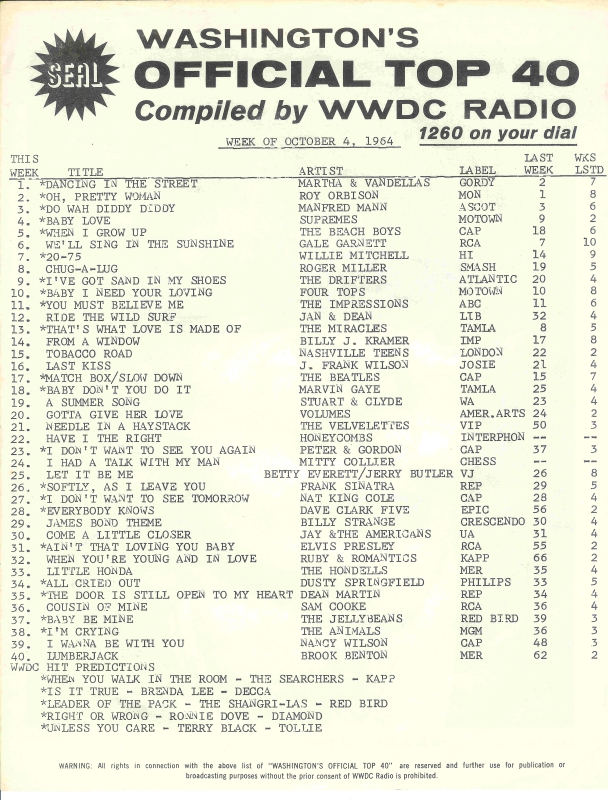 SEAL
WASHINGTON'S
OFFICIAL TOP 40
Compiled by WWDC RADIO
1260 on your dial
WEEK OF OCTOBER 4, 1964
THIS LAST WKS
WEEK TITLE ARTIST LABEL WEEK LSTD
1. *DANCING IN THE STREET MARTHA & VANDELLAS GORDY 2 7
2. *OH, PRETTY WOMAN ROY ORBISON MON 1 8
3. *DO WAH DIDDY DIDDY MANFRED MANN ASCOT 3 6
4. *BABY LOVE SUPREMES MOTOWN 9 2
5. *WHEN I GROW UP THE BEACH BOYS CAP 18 6
6. WE'LL SING IN THE SUNSHINE GALE GARNETT RCA 7 10
7. *20-75 WILLIE MITCHELL HI 14 9
8. CHUG-A-LUG ROGER MILLER SMASH 19 5
9. *I'VE GOT SAND IN MY SHOES THE DRIFTERS ATLANTIC 20 4
10. *BABY I NEED YOUR LOVING FOUR TOPS MOTOWN 10 8
11. *YOU MUST BELIEVE ME THE IMPRESSIONS ABC 11 6
12. RIDE THE WILD SURF JAN & DEAN LIB 32 4
13. *THAT'S WHAT LOVE IS MADE OF THE MIRACLES TAMLA 8 5
14. FROM A WINDOW BILLY J. KRAMER IMP 17 8
15. TOBACCO ROAD NASHVILLE TEENS LONDON 22 2
16. LAST KISS J. FRANK WILSON JOSIE 21 4
17. *MATCH BOX/SLOW DOWN THE BEATLES CAP 15 7
18. *BABY DON'T YOU DO IT MARVIN GAYE TAMLA 25 4
19. A SUMMER SONG STUART & CLYDE WA 23 4
20. GOTTA GIVE HER LOVE VOLUMES AMER.ARTS 24 2
21. NEEDLE IN A HAYSTACK THE VELVELETTES VIP 50 3
22. HAVE I THE RIGHT HONEYCOMBS INTERPHON -- --
23. *I DON'T WANT TO SEE YOU AGAIN PETER & GORDON CAP 37 3
24. I HAD A TALK WITH MY MAN MITTY COLLIER CHESS -- --
25. LET IT BE ME BETTY EVERETT/JERRY BUTLER VJ 26 8
26. *SOFTLY, AS I LEAVE YOU FRANK SINATRA REP 29 5
27. *I DON'T WANT TO SEE TOMORROW NAT KING COLE CAP 28 4
28. *EVERYBODY KNOWS DAVE CLARK FIVE EPIC 56 2
29. JAMES BOND THEME BILLY STRANGE CRESCENDO 30 4
30. COME A LITTLE CLOSER JAY &THE AMERICANS UA 31 4
31. *AIN'T THAT LOVING YOU BABY ELVIS PRESLEY RCA 55 2
32. WHEN YOU'RE YOUNG AND IN LOVE RUBY & ROMANTICS KAPP 66 2
33. LITTLE HONDA THE HONDELLS MER 35 4
34. *ALL CRIED OUT DUSTY SPRINGFIELD PHILIPS 33 5
35. *THE DOOR IS STILL OPEN TO MY HEART DEAN MARTIN REP 34 4
36. COUSIN OF MINE SAM COOKE RCA 36 4
37. *BABY BE MINE THE JELLYBEANS RED BIRD 39 3
38. *I'M CRYING THE ANIMALS MGM 36 3
39. I WANNA BE WITH YOU NANCY WILSON CAP 48 3
40. LUMBERJACK BROOK BENTON MER 62 2
WWDC HIT PREDICTIONS
*WHEN YOU WALK IN THE ROOM - THE SEARCHERS - KAPP
*IS IT TRUE - BRENDA LEE - DECCA
*LEADER OF THE PACK - THE SHANGRI-LAS - RED BIRD
*RIGHT OR WRONG - RONNIE DOVE - DIAMOND
*UNLESS YOU CARE - TERRY BLACK - TOLLIE
WARNING: All rights in connection with the above list of "WASHINGTON'S OFFICIAL TOP 40" are reserved and further use for publication or
broadcasting purposes without the prior consent of WWDC Radio is prohibited.